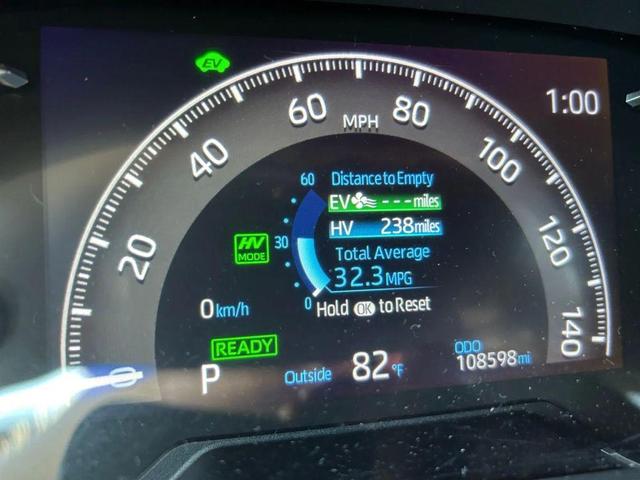 EV
1:00
MPH
0
20
40
60
80
100
120
140
60
30
0
Distance to Empty
EV --- miles
HV 238 miles
Total Average
32.3 MPG
Hold OK to Reset
HV
MODE
0 km/h
READY
P
Outside 82 °F
ODO
108598 mi